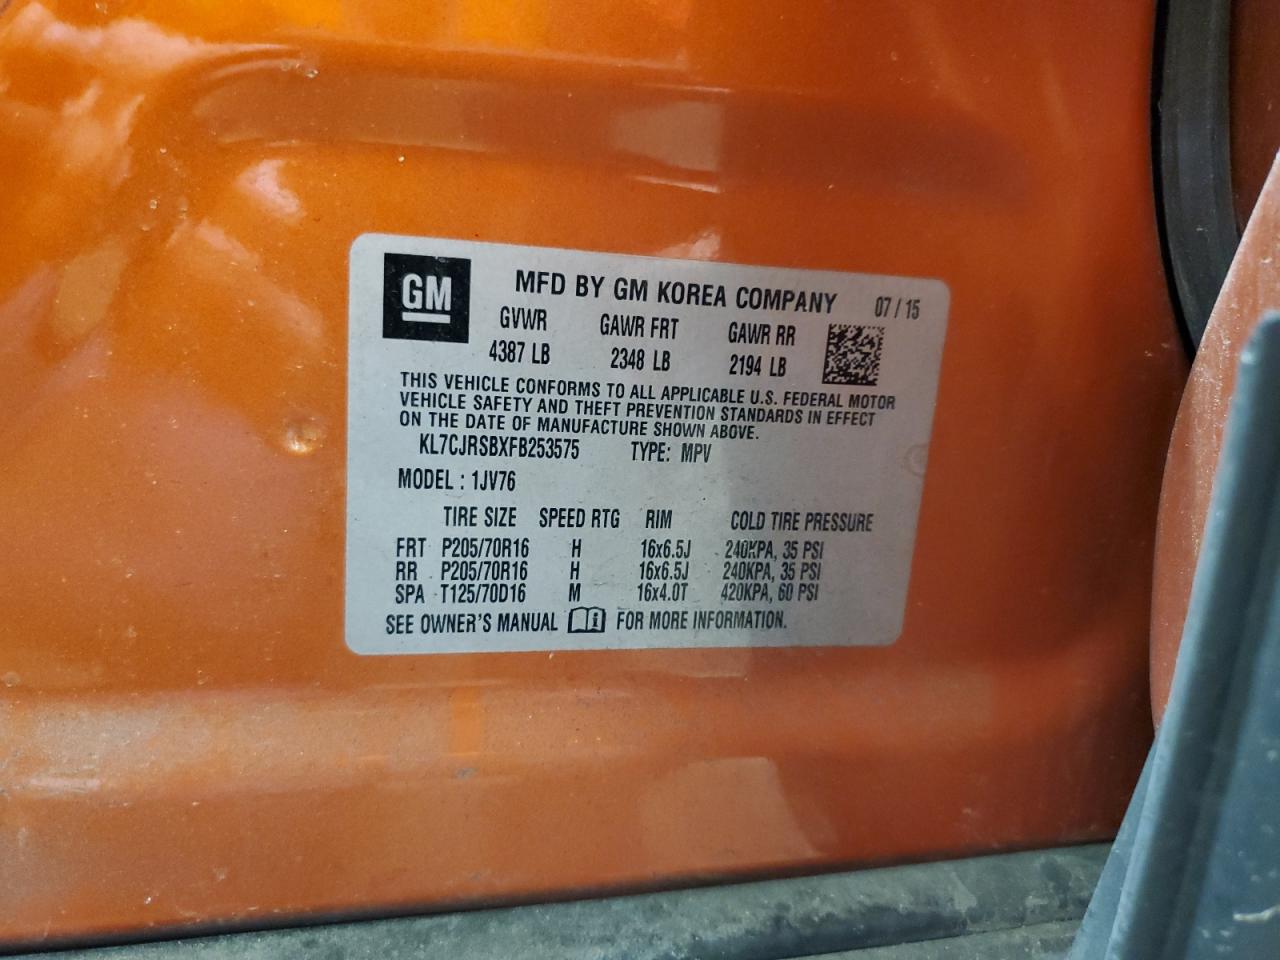 GM MFD BY GM KOREA COMPANY 07 / 15
GVWR GAWR FRT GAWR RR
4387 LB 2348 LB 2194 LB
THIS VEHICLE CONFORMS TO ALL APPLICABLE U.S. FEDERAL MOTOR
VEHICLE SAFETY AND THEFT PREVENTION STANDARDS IN EFFECT
ON THE DATE OF MANUFACTURE SHOWN ABOVE.
KL7CJRSBXFB253575 TYPE: MPV
MODEL : 1JV76
TIRE SIZE SPEED RTG RIM COLD TIRE PRESSURE
FRT P205/70R16 H 16x6.5J 240KPA, 35 PSI
RR P205/70R16 H 16x6.5J 240KPA, 35 PSI
SPA T125/70D16 M 16x4.0T 420KPA, 60 PSI
SEE OWNER'S MANUAL i FOR MORE INFORMATION.